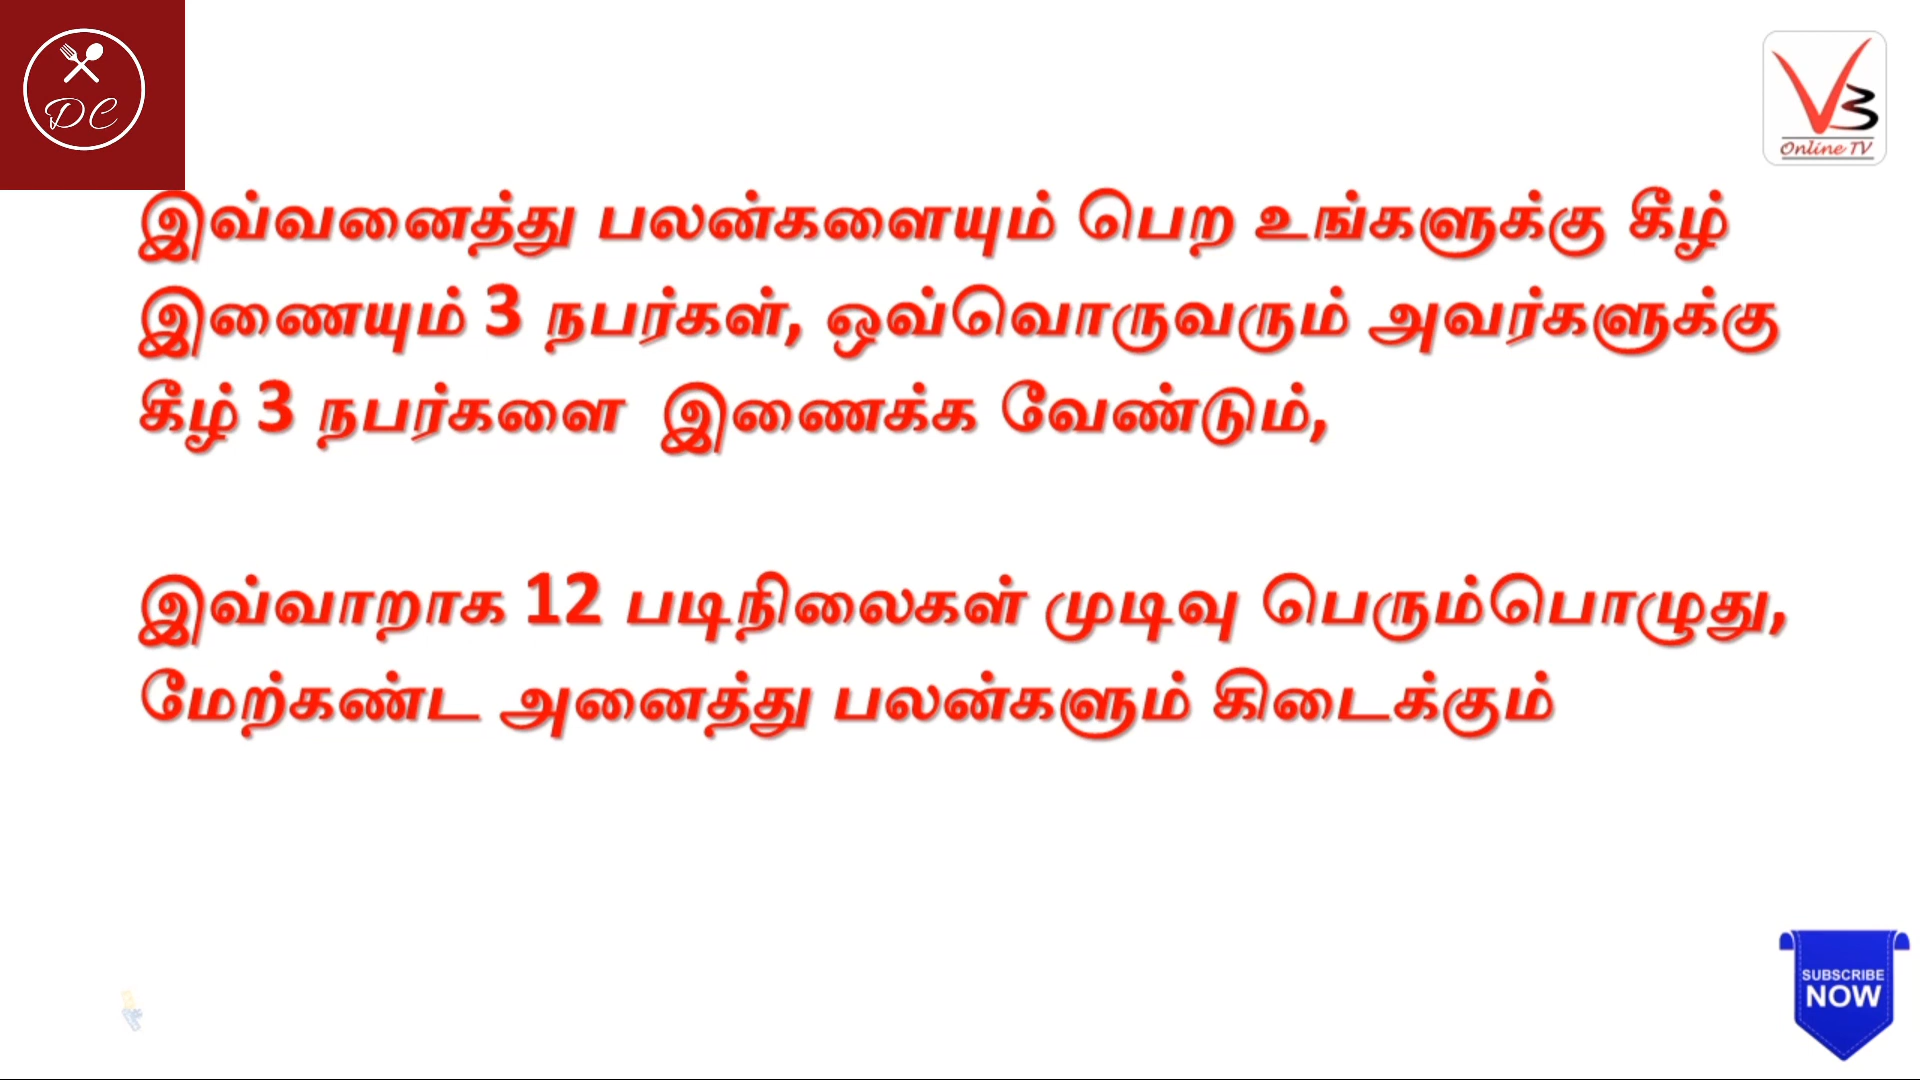 DC
V3
Online TV
இவ்வனைத்து பலன்களையும் பெற உங்களுக்கு கீழ்
இணையும் 3 நபர்கள், ஒவ்வொருவரும் அவர்களுக்கு
கீழ் 3 நபர்களை இணைக்க வேண்டும்,
இவ்வாறாக 12 படிநிலைகள் முடிவு பெரும்பொழுது,
மேற்கண்ட அனைத்து பலன்களும் கிடைக்கும்
SUBSCRIBE
NOW